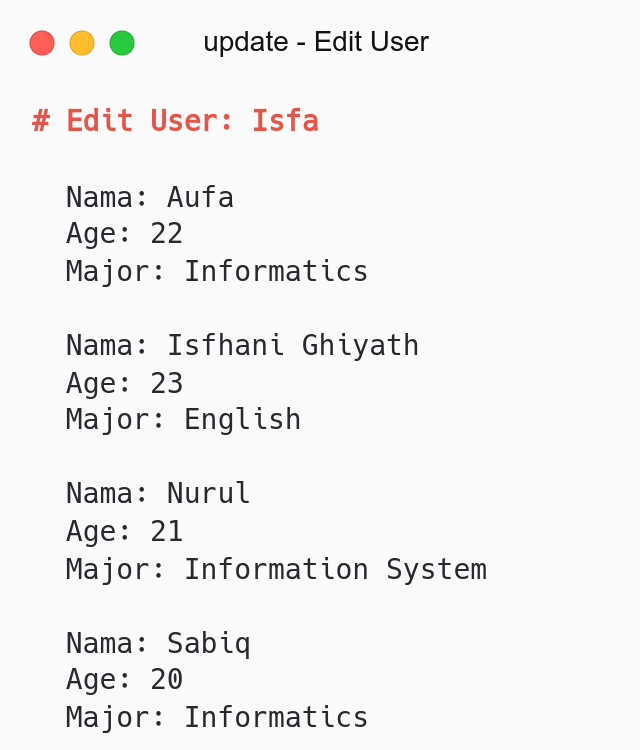 update - Edit User
# Edit User: Isfa
Nama: Aufa
Age: 22
Major: Informatics
Nama: Isfhani Ghiyath
Age: 23
Major: English
Nama: Nurul
Age: 21
Major: Information System
Nama: Sabiq
Age: 20
Major: Informatics